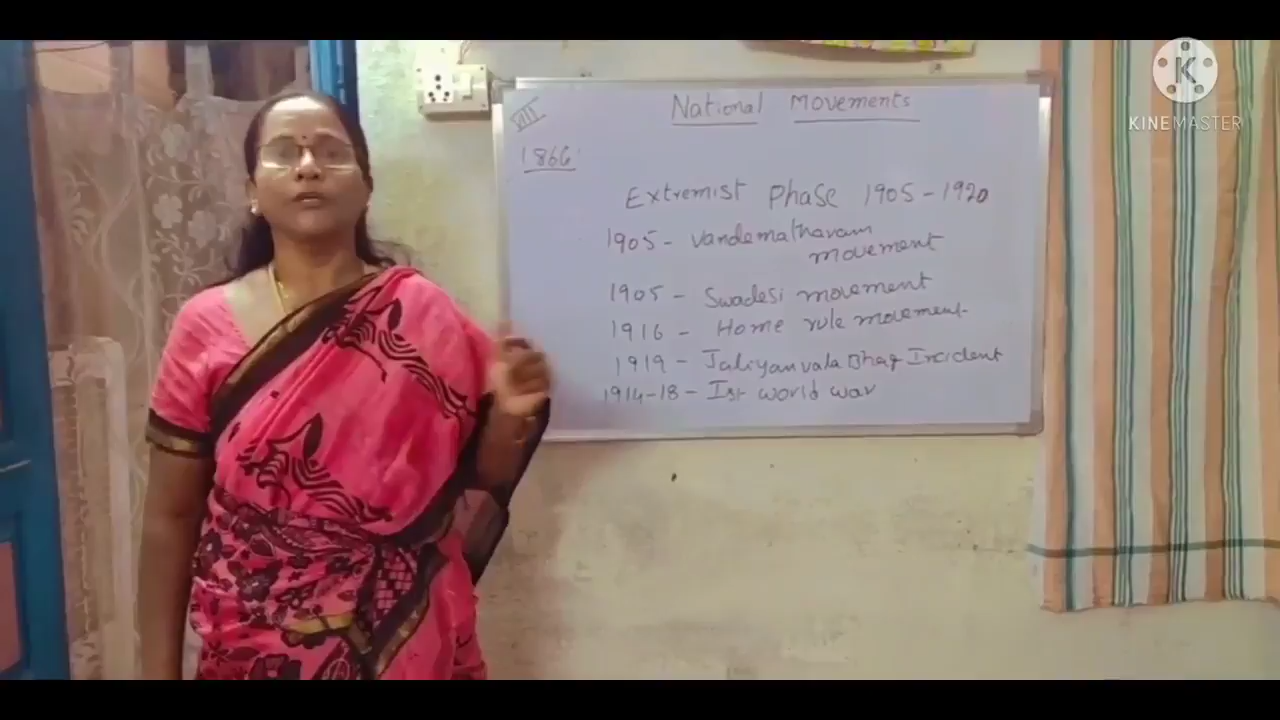 VIII
National Movements
1866
Extremist Phase 1905-1920
1905 - Vandematharam
movement
1905 - Swadesi movement
1916 - Home rule movement
1919 - Jaliyanvala Bhag Incident
1914-18 - Ist world war
K
KINEMASTER